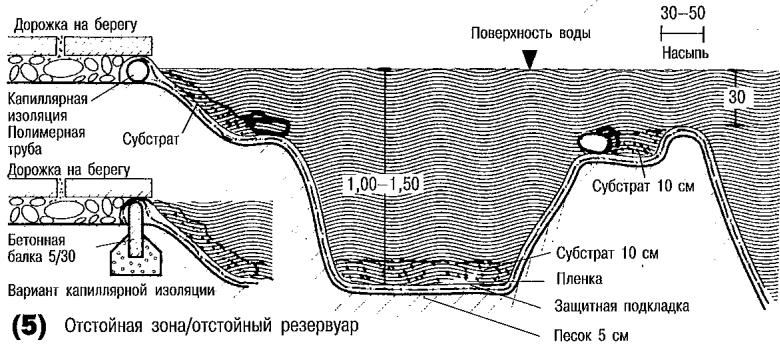 Дорожка на берегу
Поверхность воды
30–50
Насыпь
30
Капиллярная
изоляция
Полимерная
труба
Субстрат
Дорожка на берегу
1,00–1,50
Субстрат 10 см
Бетонная
балка 5/30
Субстрат 10 см
Пленка
Вариант капиллярной изоляции
Защитная подкладка
(5) Отстойная зона/отстойный резервуар
Песок 5 см